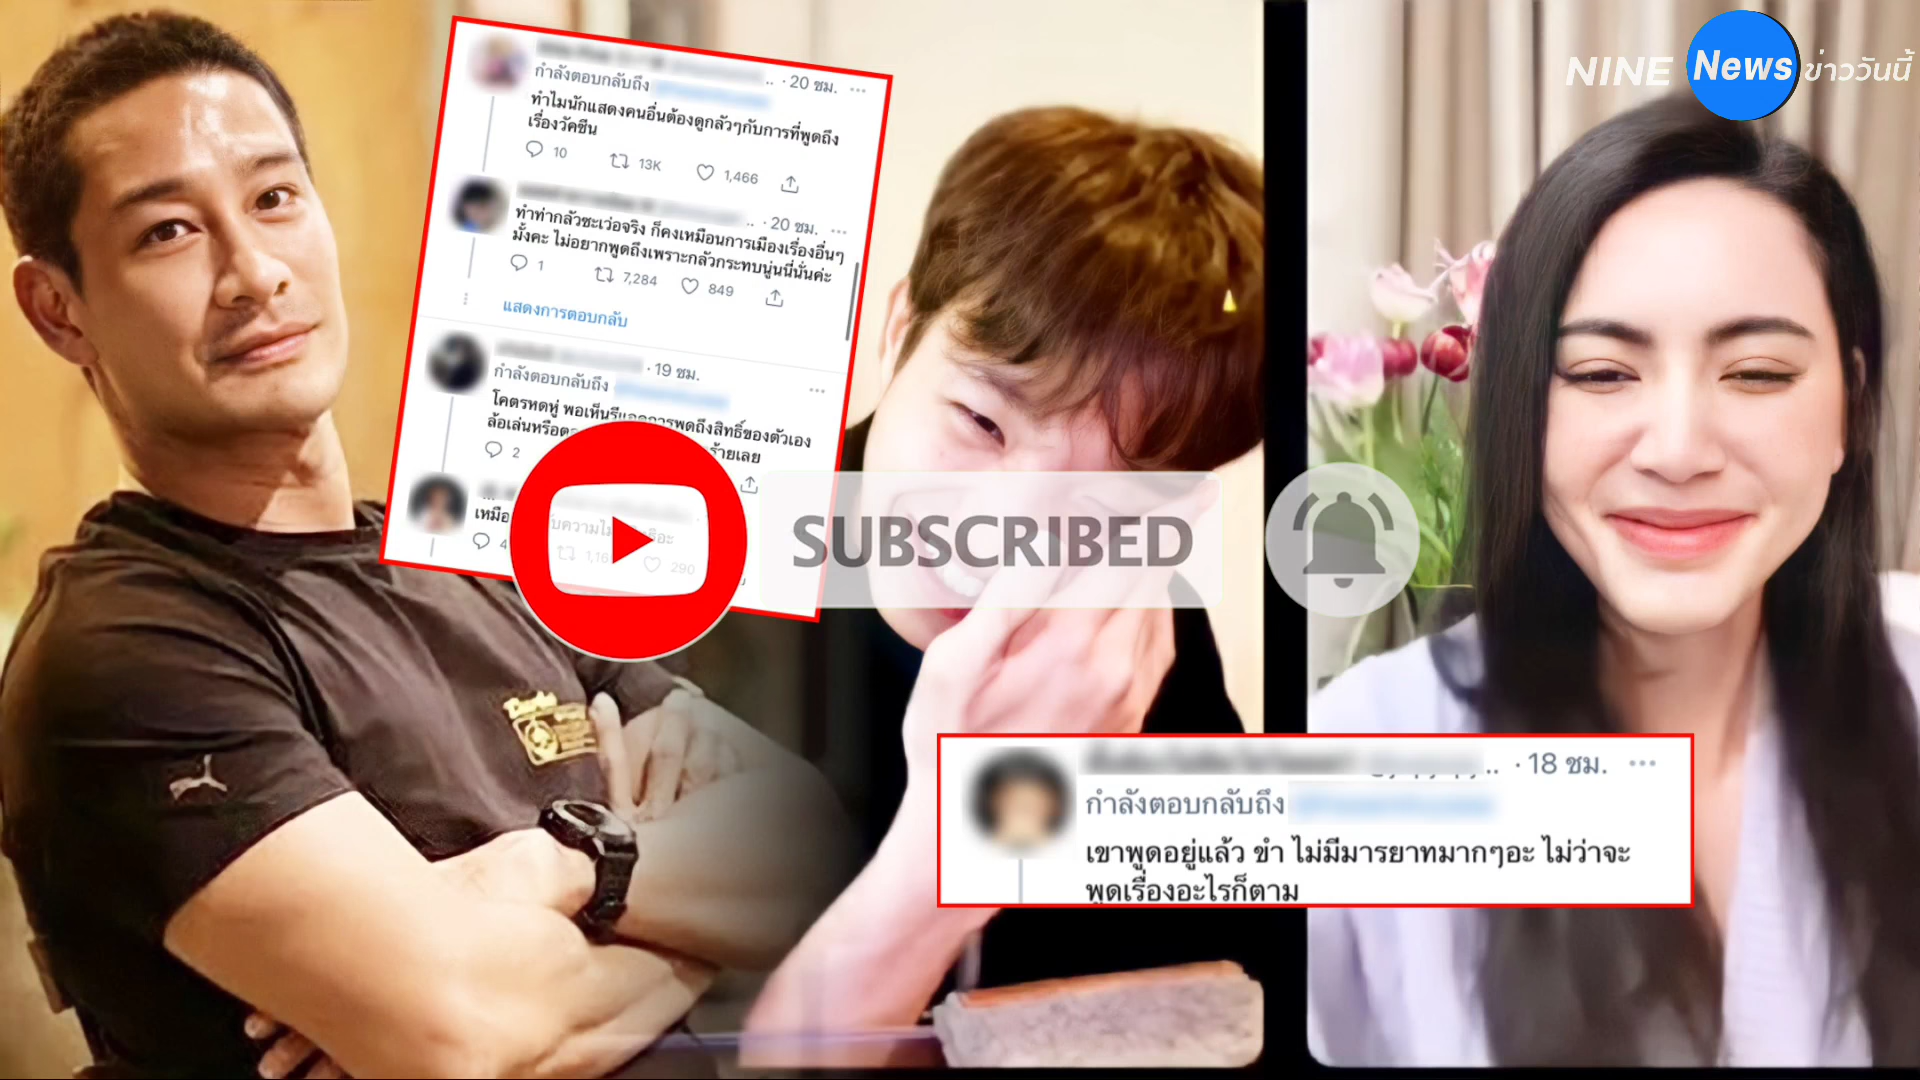 NINE News ข่าววันนี้
·· · 20 ชม. ···
กำลังตอบกลับถึง
ทำไมนักแสดงคนอื่นต้องดูกลัวๆกับการที่พูดถึง
เรื่องวัคซีน
10 13K 1,466
·· · 20 ชม. ···
ทำท่ากลัวซะเว่อจริง ก็คงเหมือนการเมืองเรื่องอื่นๆ
มั้งคะ ไม่อยากพูดถึงเพราะกลัวกระทบนู่นนี่นั่นค่ะ
1 7,284 849
แสดงการตอบกลับ
· 19 ชม. ···
กำลังตอบกลับถึง
โคตรหดหู่ พอเห็นรีแอคการพูดถึงสิทธิ์ของตัวเอง
ล้อเล่นหรือ
ร้ายเลย
2
เหมือ
4 290
SUBSCRIBED
·· · 18 ชม. ···
กำลังตอบกลับถึง
เขาพูดอยู่แล้ว ขำ ไม่มีมารยาทมากๆอะ ไม่ว่าจะ
พูดเรื่องอะไรก็ตาม